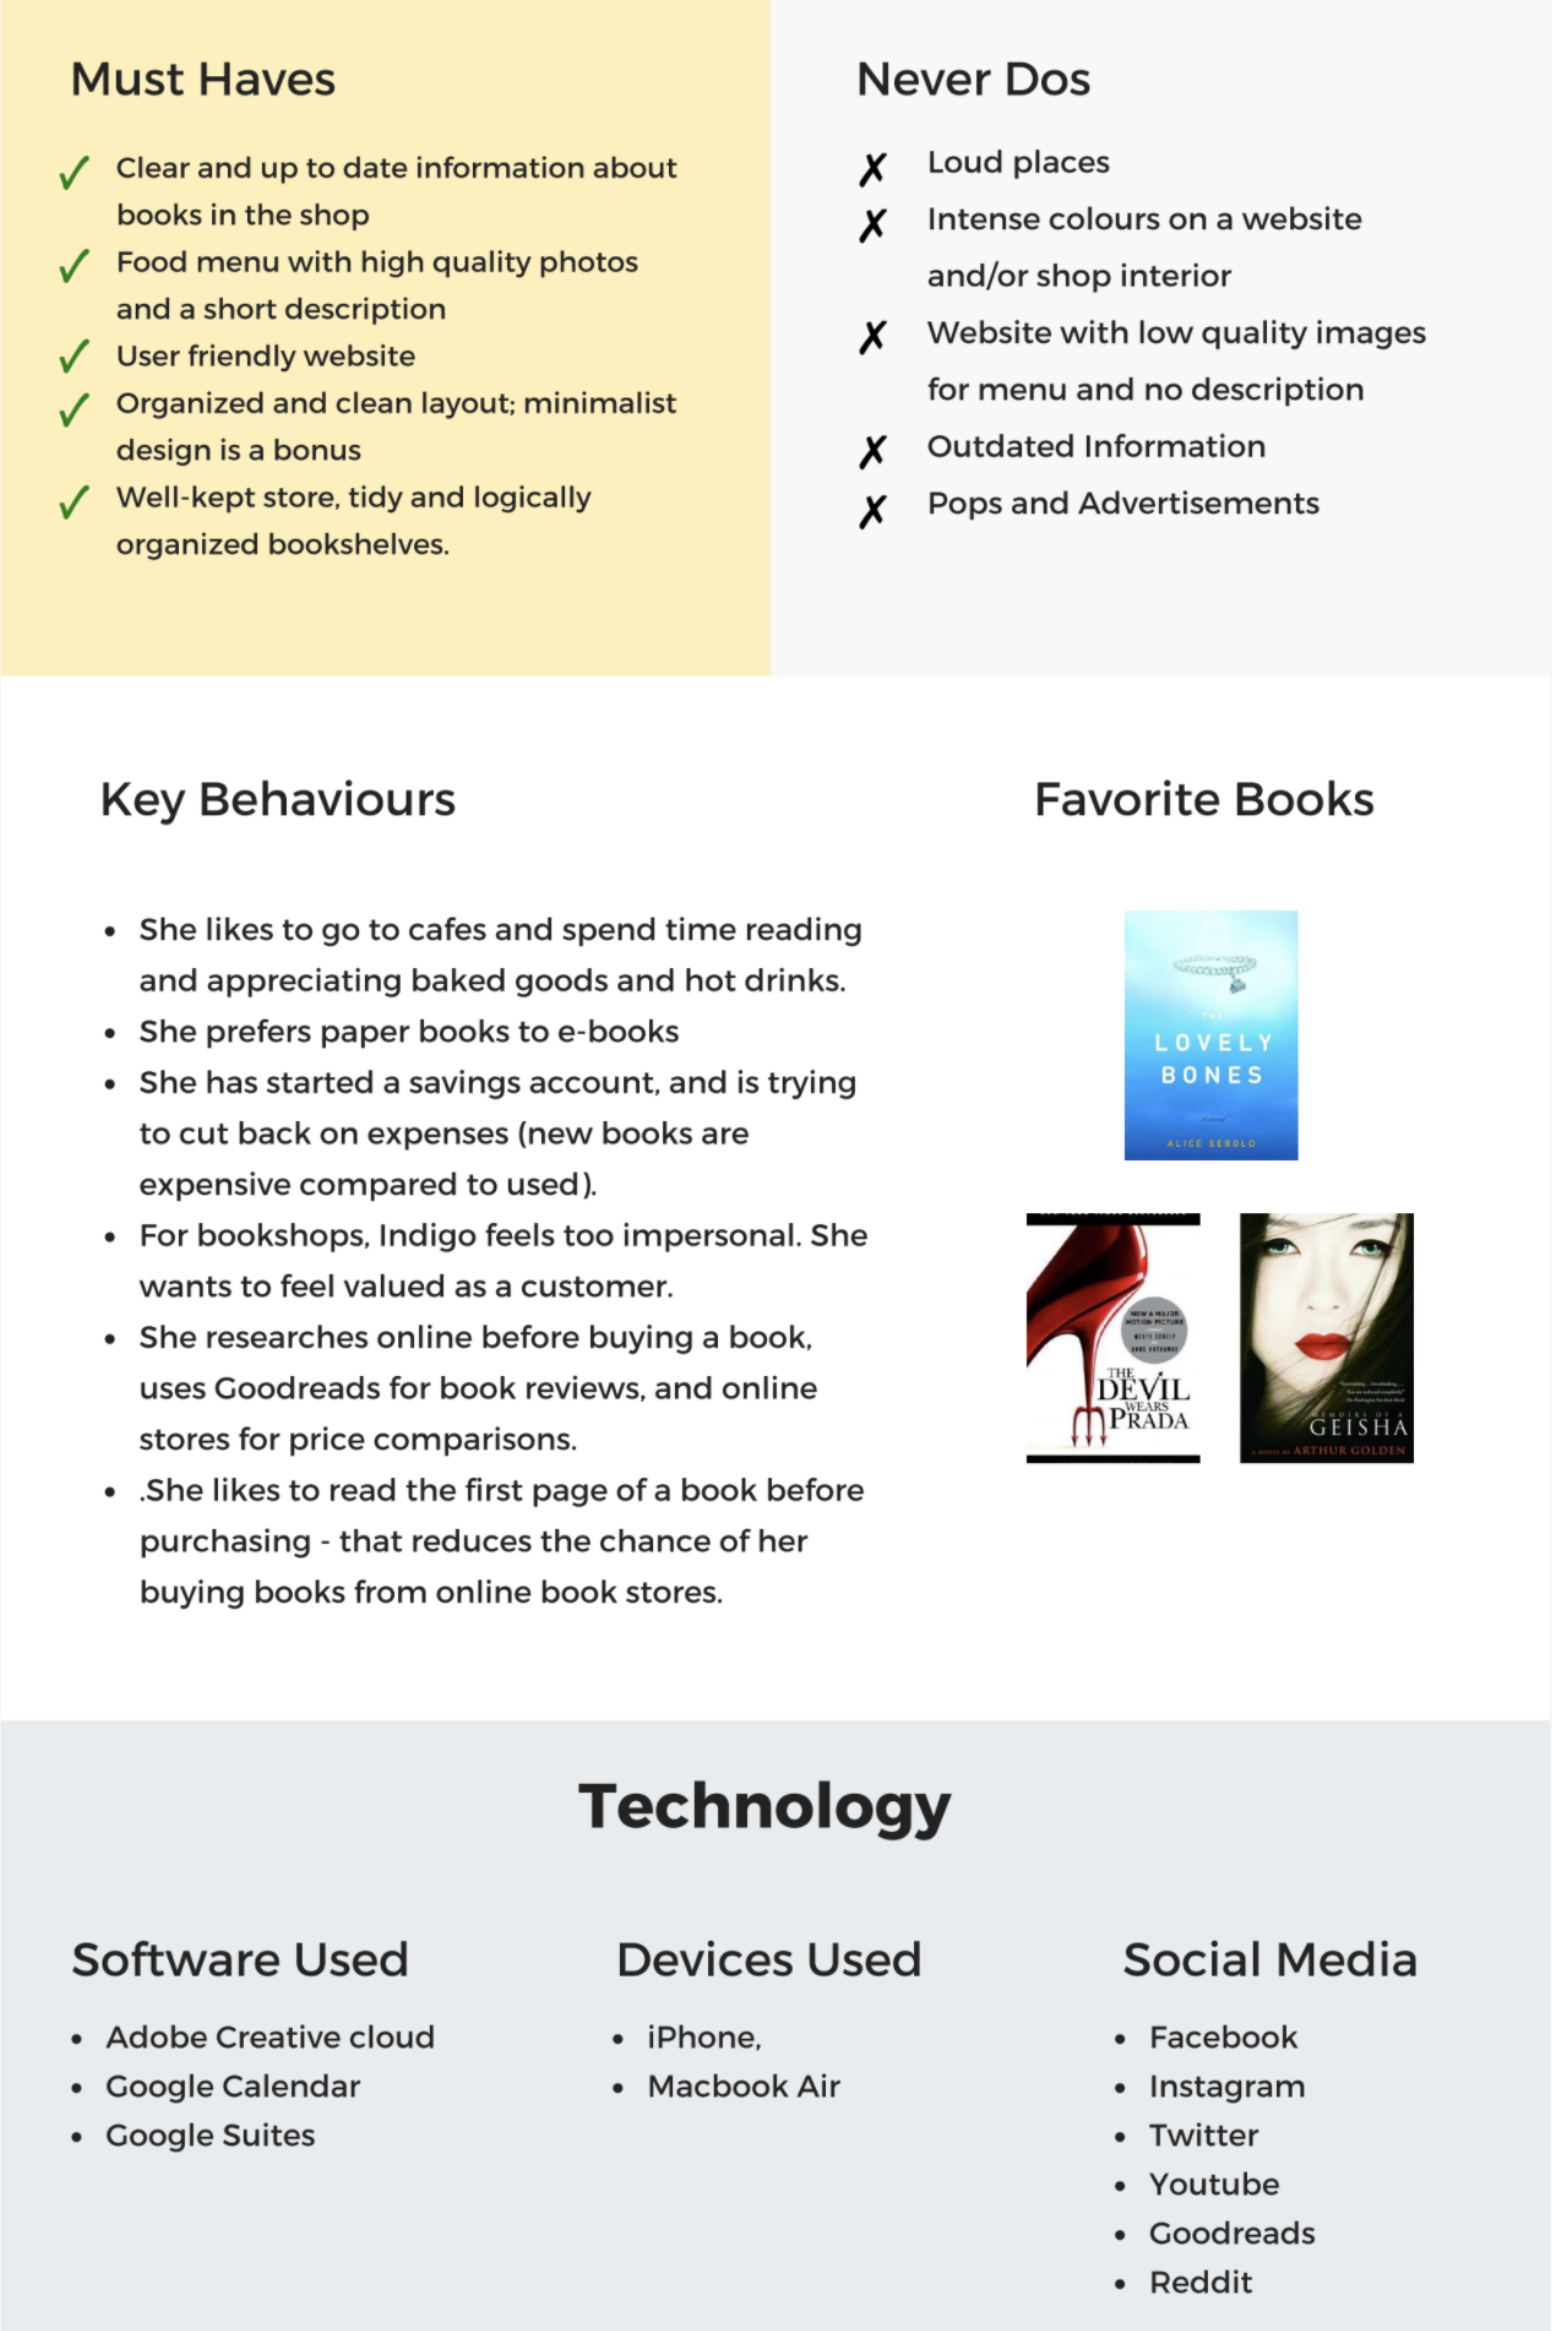 Must Haves
Clear and up to date information about
books in the shop
Food menu with high quality photos
and a short description
User friendly website
Organized and clean layout; minimalist
design is a bonus
Well-kept store, tidy and logically
organized bookshelves.
Never Dos
Loud places
Intense colours on a website
and/or shop interior
Website with low quality images
for menu and no description
Outdated Information
Pops and Advertisements
Key Behaviours
She likes to go to cafes and spend time reading
and appreciating baked goods and hot drinks.
She prefers paper books to e-books
She has started a savings account, and is trying
to cut back on expenses (new books are
expensive compared to used).
For bookshops, Indigo feels too impersonal. She
wants to feel valued as a customer.
She researches online before buying a book,
uses Goodreads for book reviews, and online
stores for price comparisons.
.She likes to read the first page of a book before
purchasing - that reduces the chance of her
buying books from online book stores.
Favorite Books
THE
LOVELY
BONES
ALICE SEBOLD
NOW A MAJOR
MOTION PICTURE
THE
DEVIL
WEARS
PRADA
MEMOIRS OF A
GEISHA
A NOVEL BY ARTHUR GOLDEN
Technology
Software Used
Adobe Creative cloud
Google Calendar
Google Suites
Devices Used
iPhone,
Macbook Air
Social Media
Facebook
Instagram
Twitter
Youtube
Goodreads
Reddit